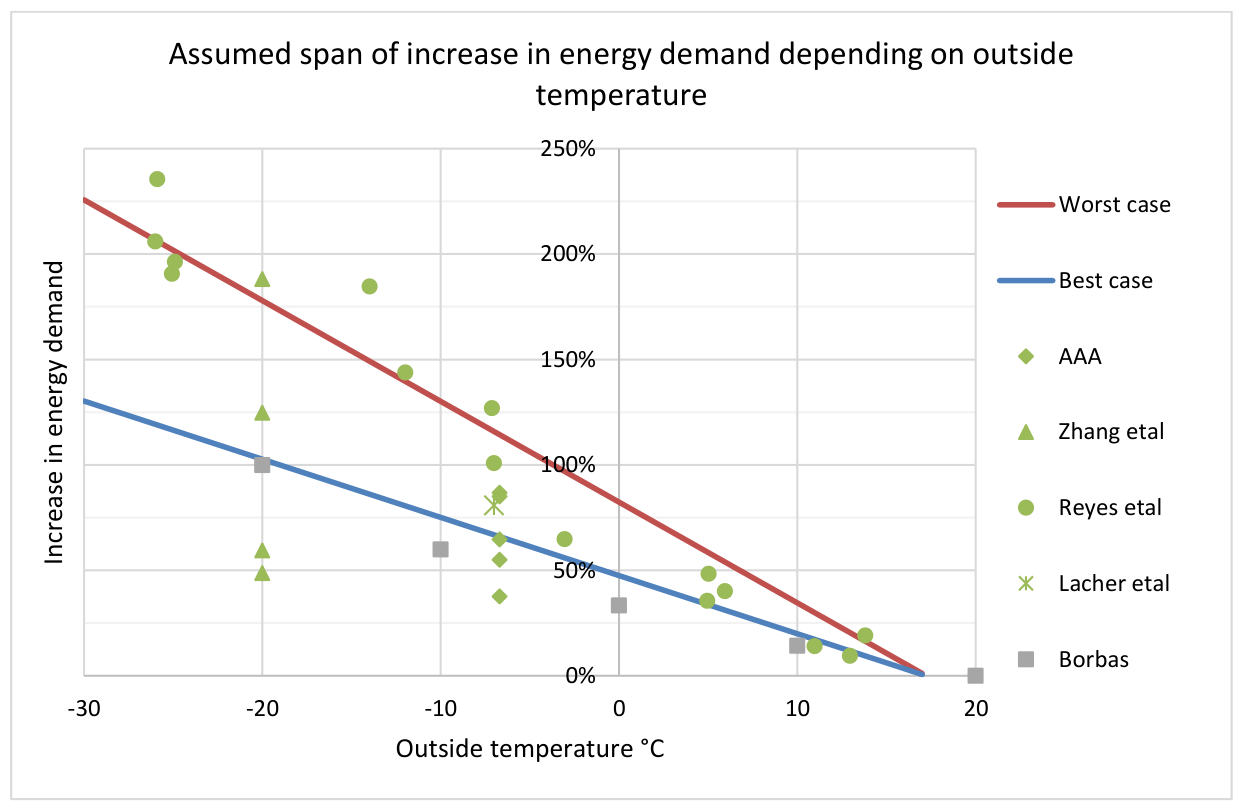 Assumed span of increase in energy demand depending on outside
temperature
250%
200%
150%
100%
50%
0%
-30
-20
-10
0
10
20
Increase in energy demand
Outside temperature °C
Worst case
Best case
AAA
Zhang etal
Reyes etal
Lacher etal
Borbas